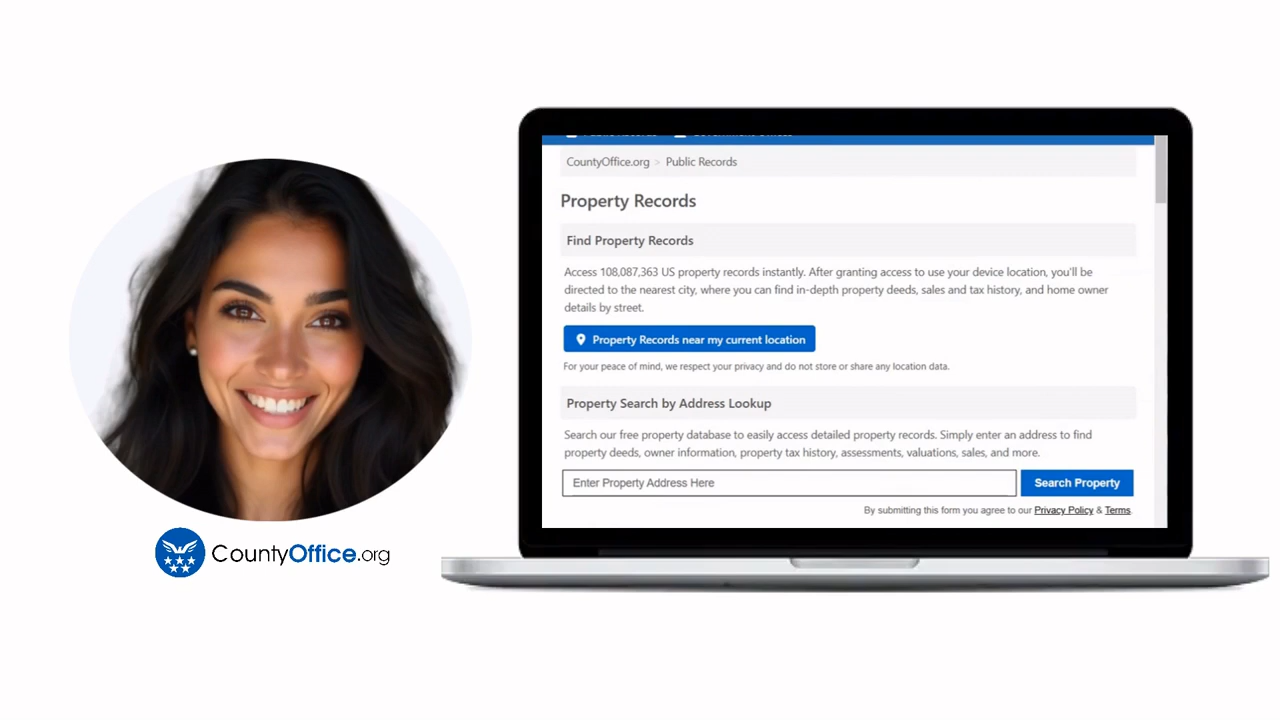 CountyOffice.org > Public Records
Property Records
Find Property Records
Access 108,087,363 US property records instantly. After granting access to use your device location, you'll be
directed to the nearest city, where you can find in-depth property deeds, sales and tax history, and home owner
details by street.
Property Records near my current location
For your peace of mind, we respect your privacy and do not store or share any location data.
Property Search by Address Lookup
Search our free property database to easily access detailed property records. Simply enter an address to find
property deeds, owner information, property tax history, assessments, valuations, sales, and more.
Enter Property Address Here
Search Property
By submitting this form you agree to our Privacy Policy & Terms.
CountyOffice.org